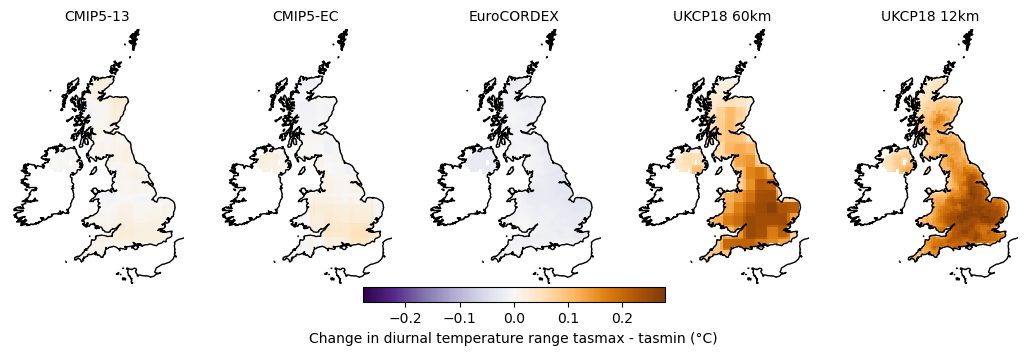 CMIP5-13
CMIP5-EC
EuroCORDEX
UKCP18 60km
UKCP18 12km
−0.2
−0.1
0.0
0.1
0.2
Change in diurnal temperature range tasmax - tasmin (°C)